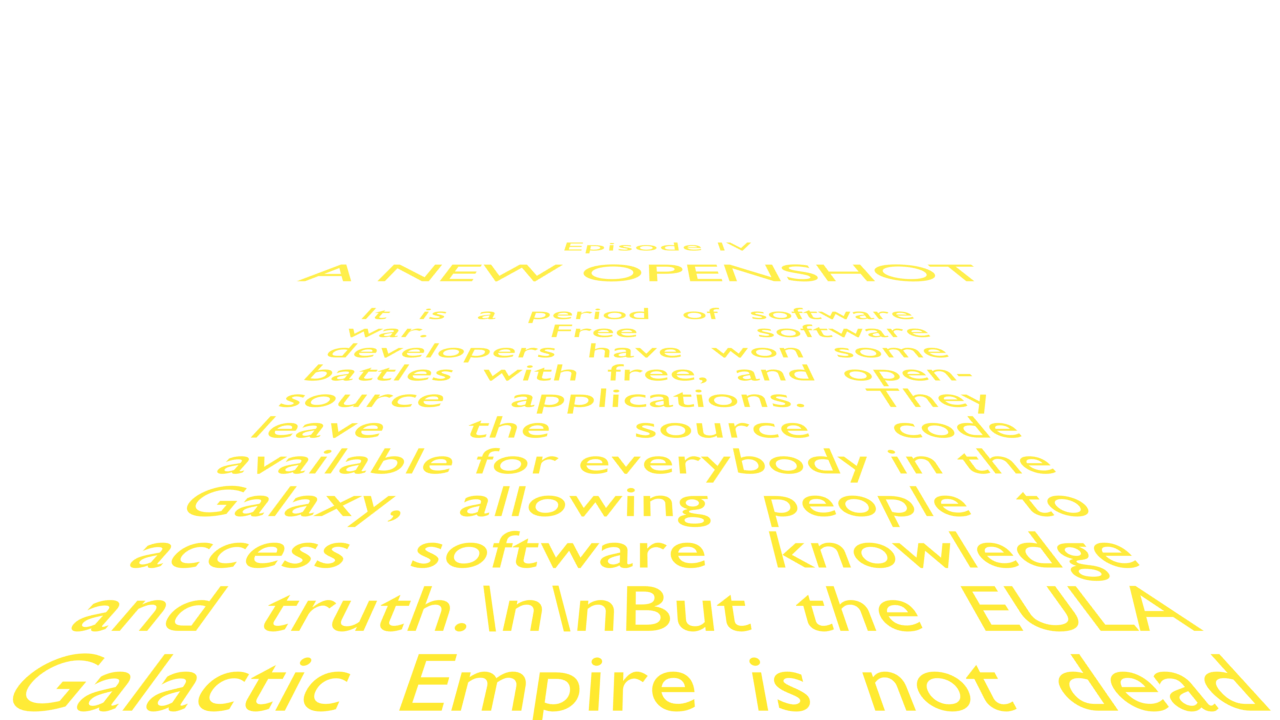 Episode IV
A NEW OPENSHOT
It is a period of software
war. Free software
developers have won some
battles with free, and open-
source applications. They
leave the source code
available for everybody in the
Galaxy, allowing people to
access software knowledge
and truth.\n\nBut the EULA
Galactic Empire is not dead